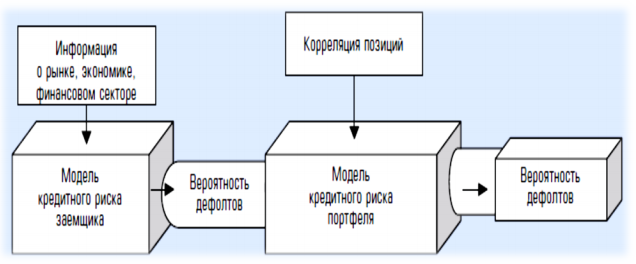 Информация
о рынке, экономике,
финансовом секторе
Корреляция позиций
Модель
кредитного риска
заемщика
Вероятность
дефолтов
Модель
кредитного риска
портфеля
Вероятность
дефолтов